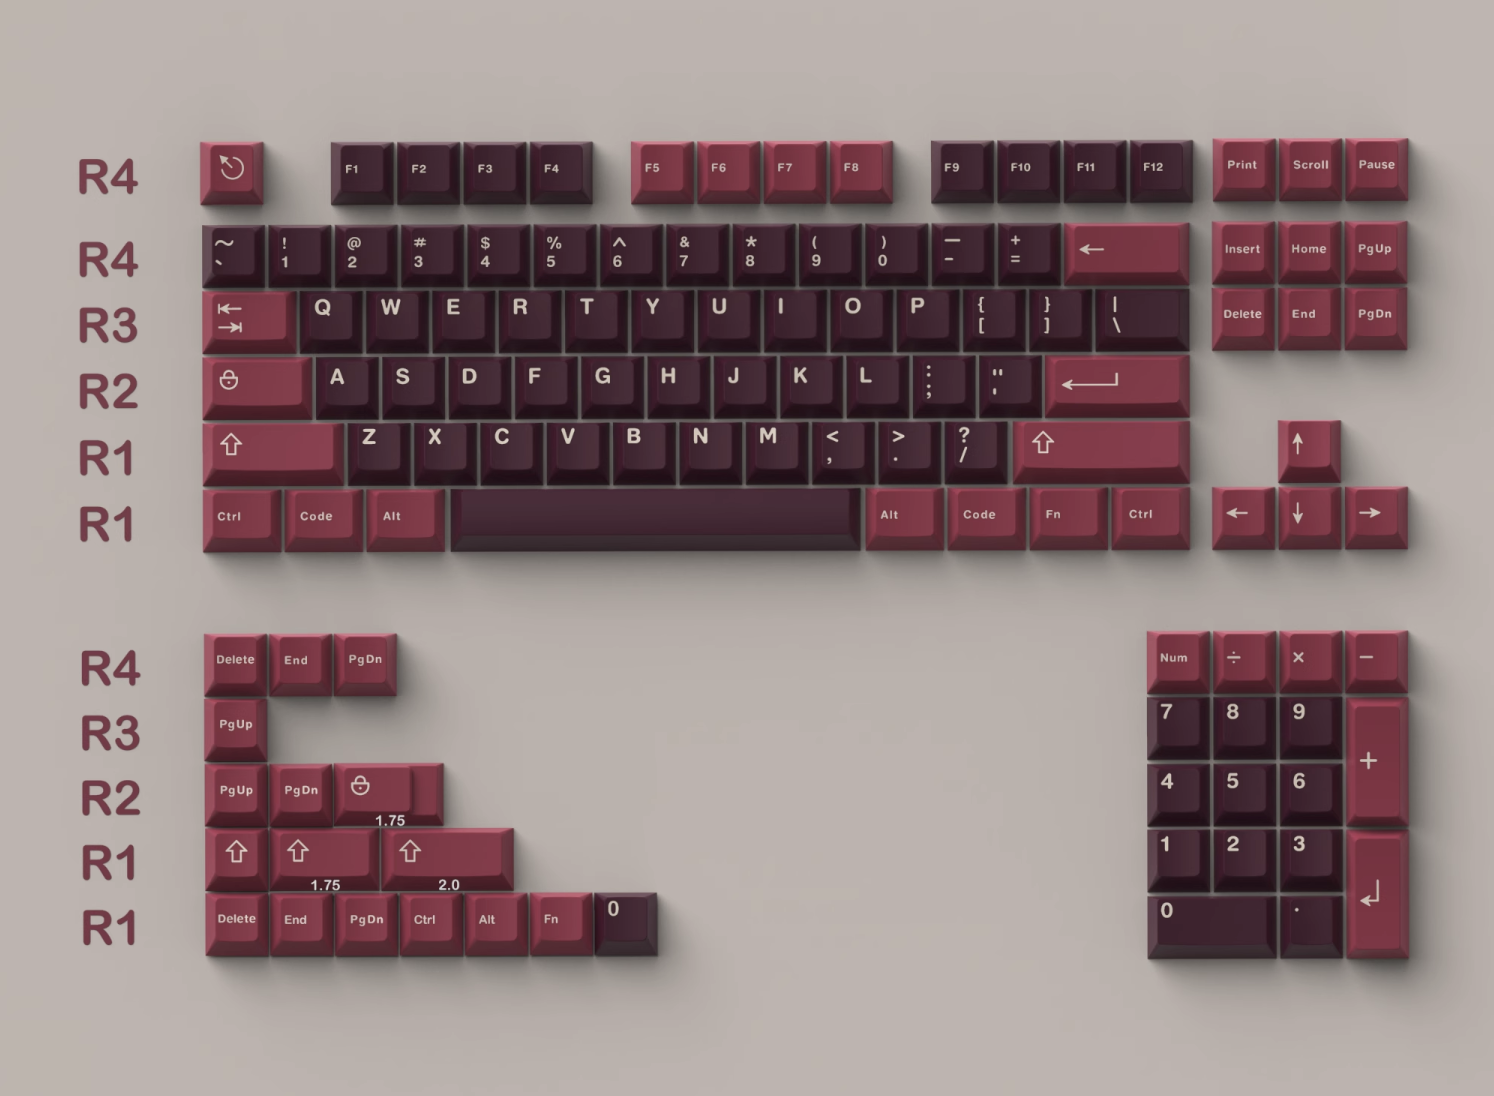 R4 F1 F2 F3 F4 F5 F6 F7 F8 F9 F10 F11 F12 Print Scroll Pause
R4 ~ ` ! 1 @ 2 # 3 $ 4 % 5 ^ 6 & 7 * 8 ( 9 ) 0 — - + = ← Insert Home PgUp
R3 Q W E R T Y U I O P { [ } ] | \ Delete End PgDn
R2 A S D F G H J K L : ; " '
R1 Z X C V B N M < , > . ? / ↑
R1 Ctrl Code Alt Alt Code Fn Ctrl ← ↓ →
R4 Delete End PgDn
R3 PgUp
R2 PgUp PgDn 1.75
R1 1.75 2.0
R1 Delete End PgDn Ctrl Alt Fn 0
Num ÷ × −
7 8 9 +
4 5 6
1 2 3
0 .